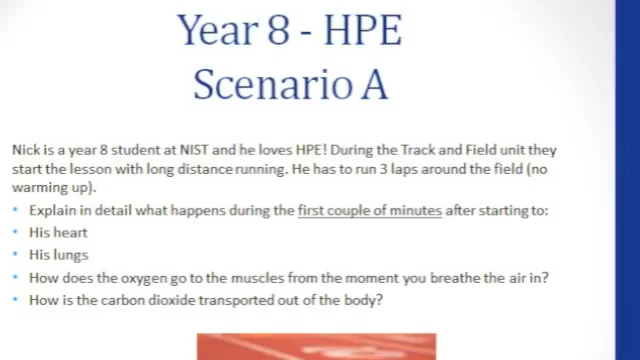 Year 8 - HPE
Scenario A
Nick is a year 8 student at NIST and he loves HPE! During the Track and Field unit they
start the lesson with long distance running. He has to run 3 laps around the field (no
warming up).
• Explain in detail what happens during the first couple of minutes after starting to:
• His heart
• His lungs
• How does the oxygen go to the muscles from the moment you breathe the air in?
• How is the carbon dioxide transported out of the body?